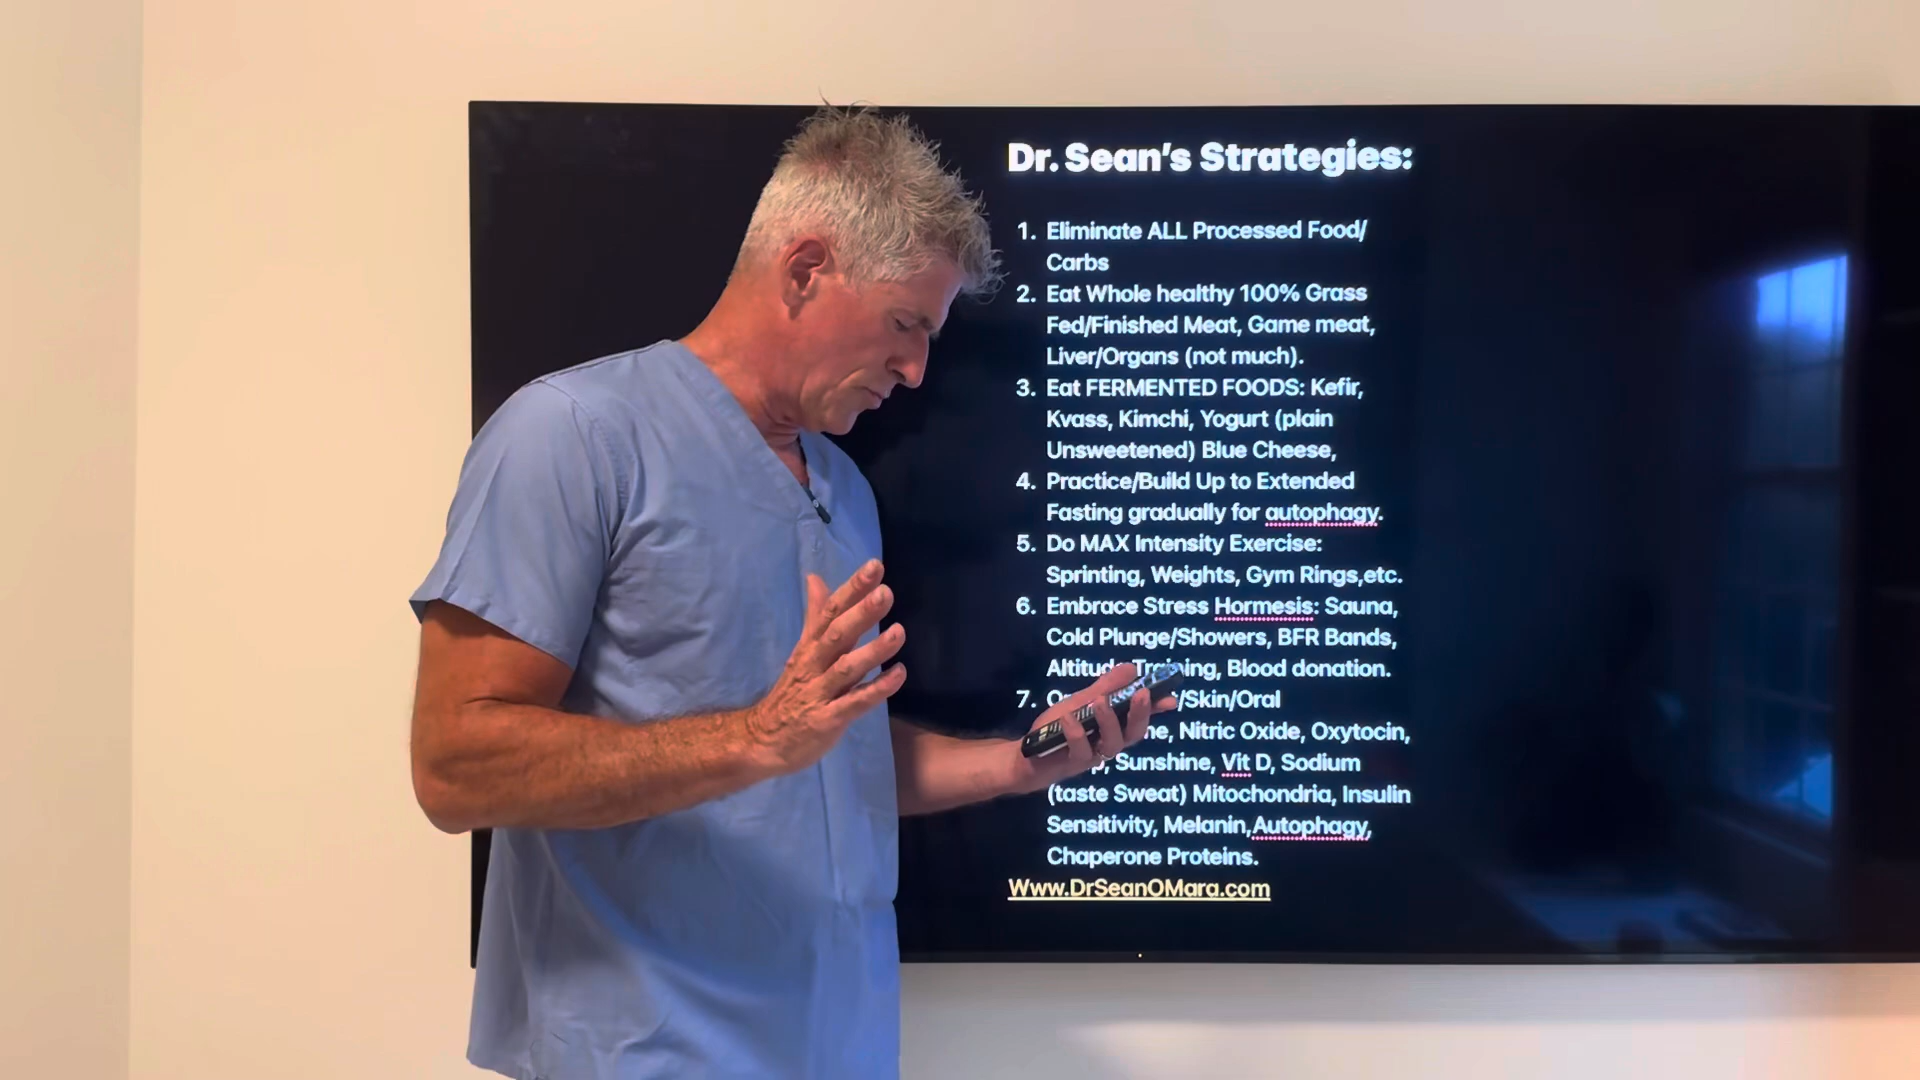 Dr. Sean's Strategies:
1. Eliminate ALL Processed Food/
Carbs
2. Eat Whole healthy 100% Grass
Fed/Finished Meat, Game meat,
Liver/Organs (not much).
3. Eat FERMENTED FOODS: Kefir,
Kvass, Kimchi, Yogurt (plain
Unsweetened) Blue Cheese,
4. Practice/Build Up to Extended
Fasting gradually for autophagy.
5. Do MAX Intensity Exercise:
Sprinting, Weights, Gym Rings,etc.
6. Embrace Stress Hormesis: Sauna,
Cold Plunge/Showers, BFR Bands,
Altitude Training, Blood donation.
7. /Skin/Oral
Nitric Oxide, Oxytocin,
Sunshine, Vit D, Sodium
(taste Sweat) Mitochondria, Insulin
Sensitivity, Melanin,Autophagy,
Chaperone Proteins.
Www.DrSeanOMara.com